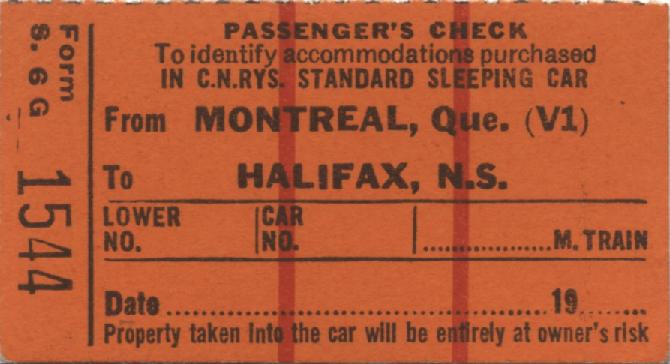 PASSENGER'S CHECK
To identify accommodations purchased
IN C.N.RYS. STANDARD SLEEPING CAR
From MONTREAL, Que. (V1)
To HALIFAX, N.S.
LOWER NO. CAR NO. ....................M. TRAIN
Date...............................................................19..........
Property taken Into the car will be entirely at owner's risk
Form
S. 6 G
1544